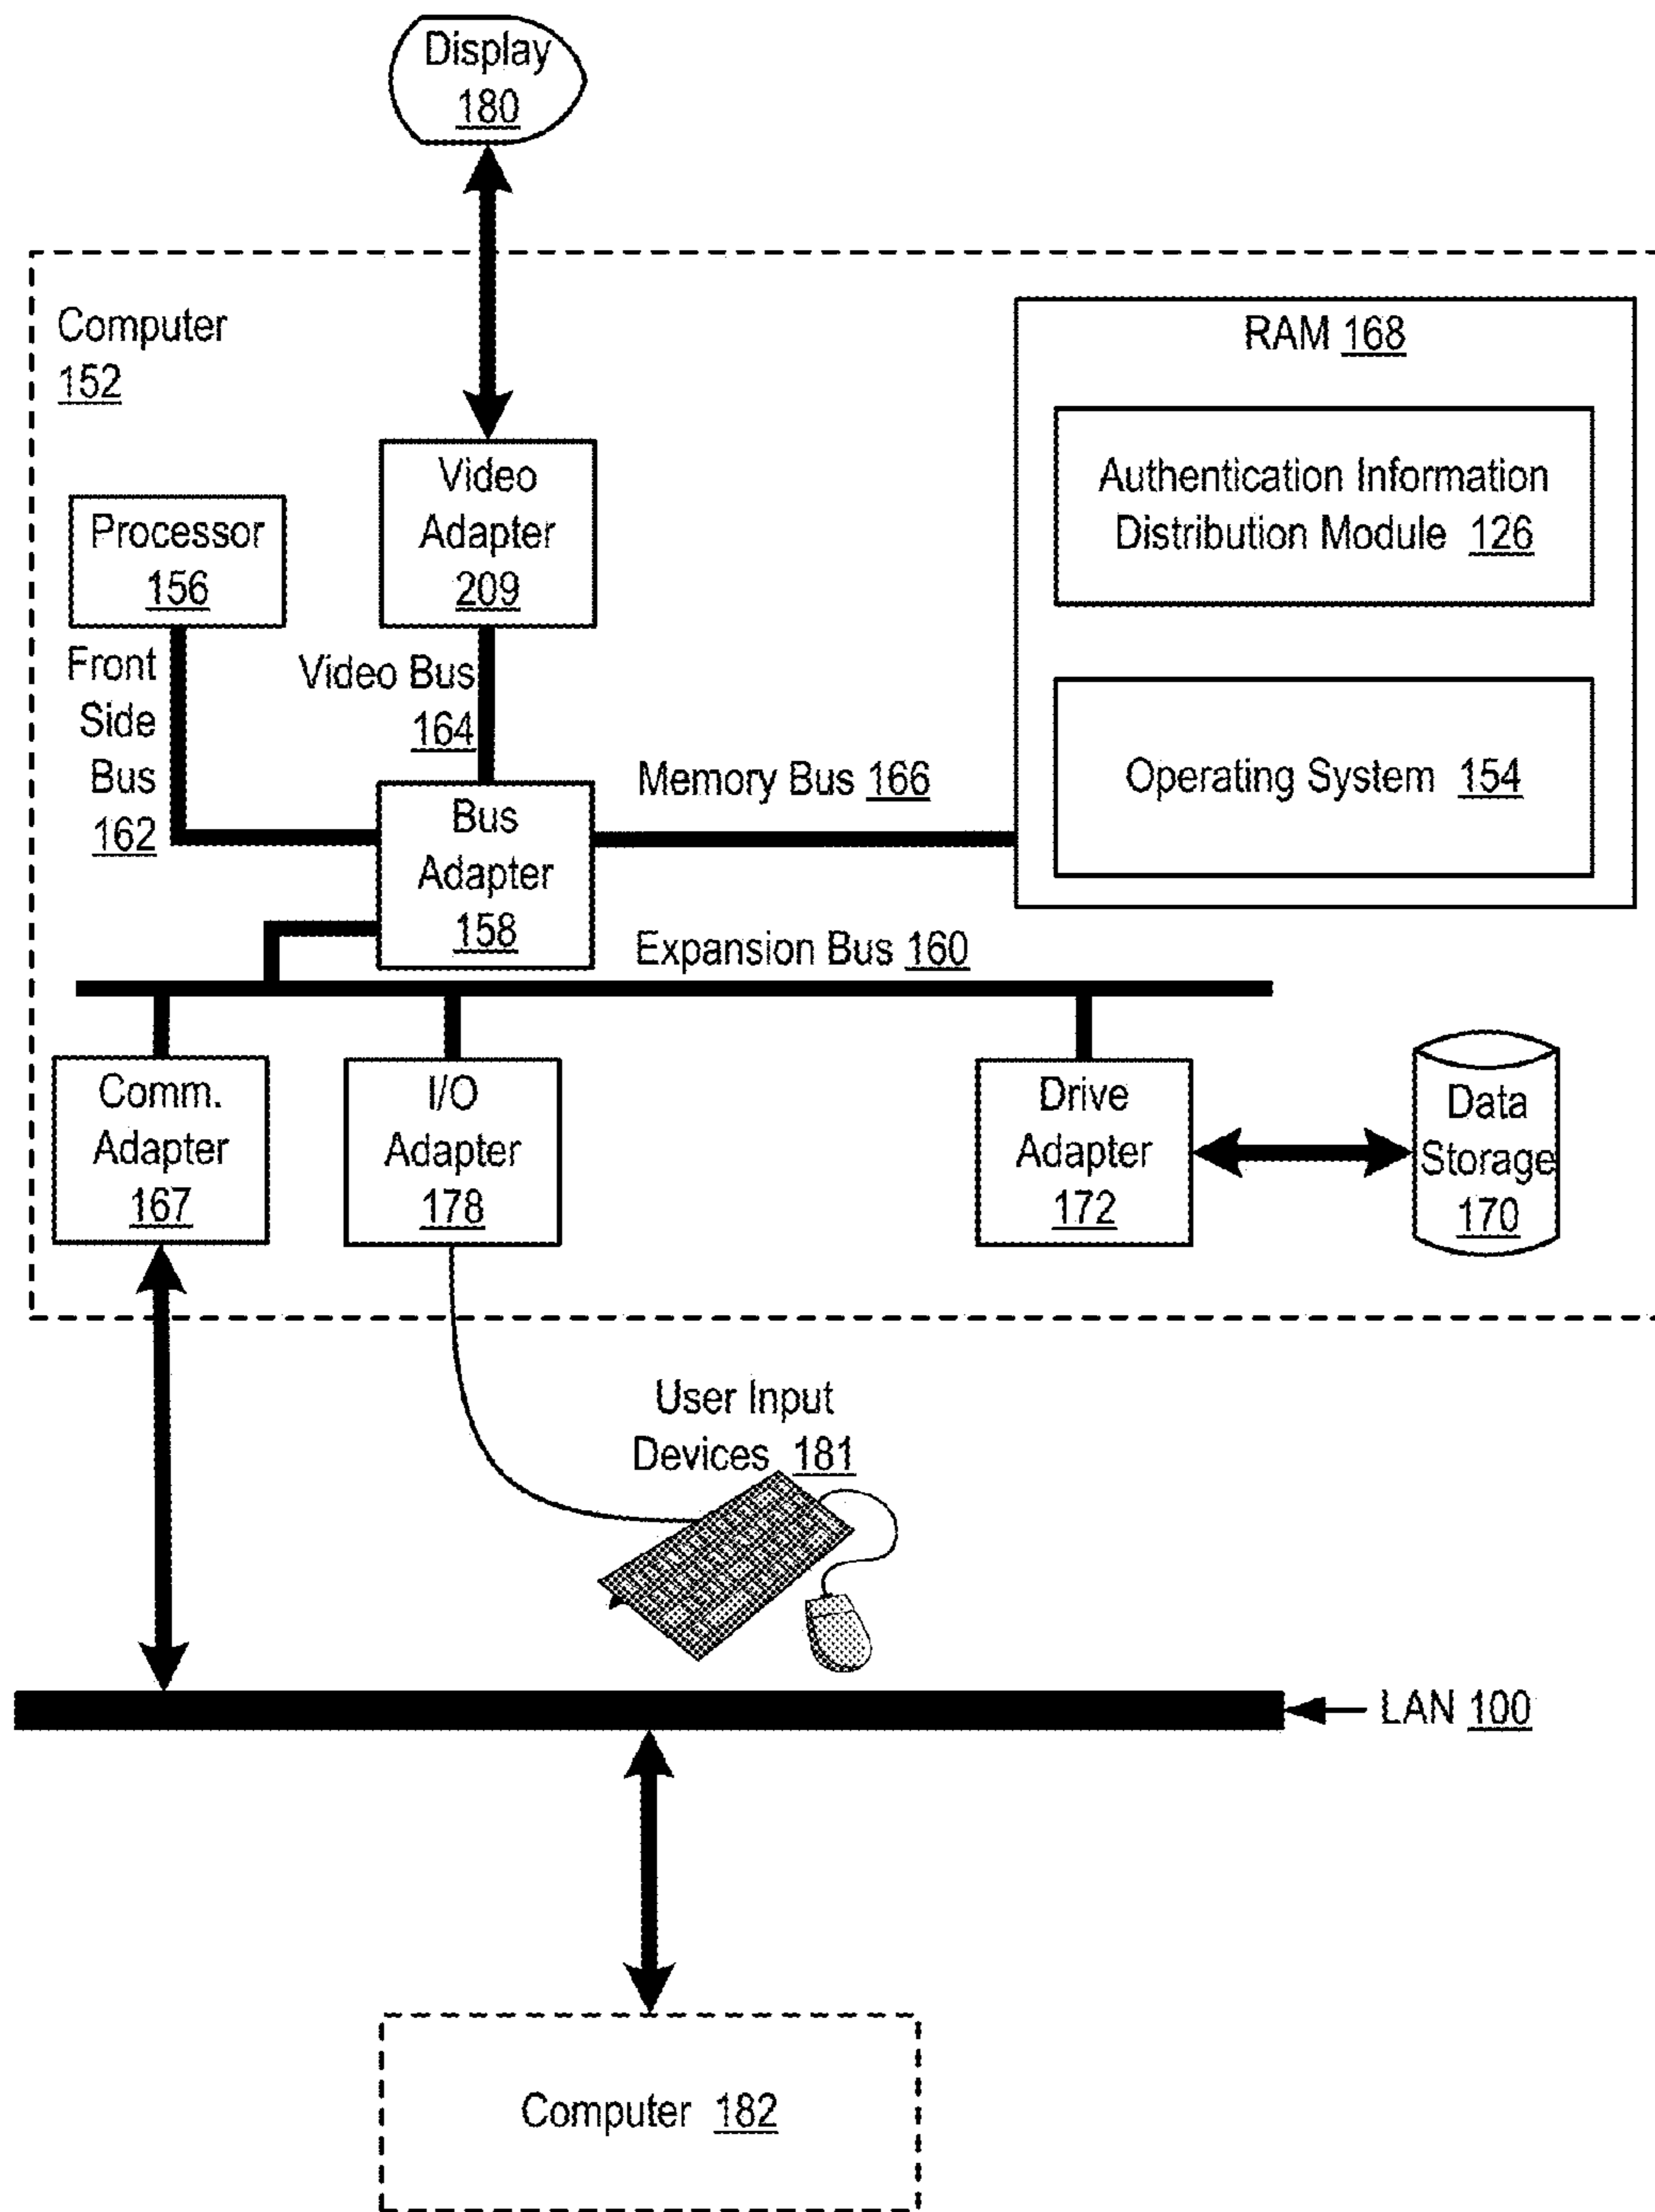 Display
180
Computer
152
RAM 168
Authentication Information
Distribution Module 126
Operating System 154
Video
Adapter
209
Processor
156
Front
Side
Bus
162
Video Bus
164
Memory Bus 166
Bus
Adapter
158
Expansion Bus 160
Comm.
Adapter
167
I/O
Adapter
178
Drive
Adapter
172
Data
Storage
170
User Input
Devices 181
LAN 100
Computer 182